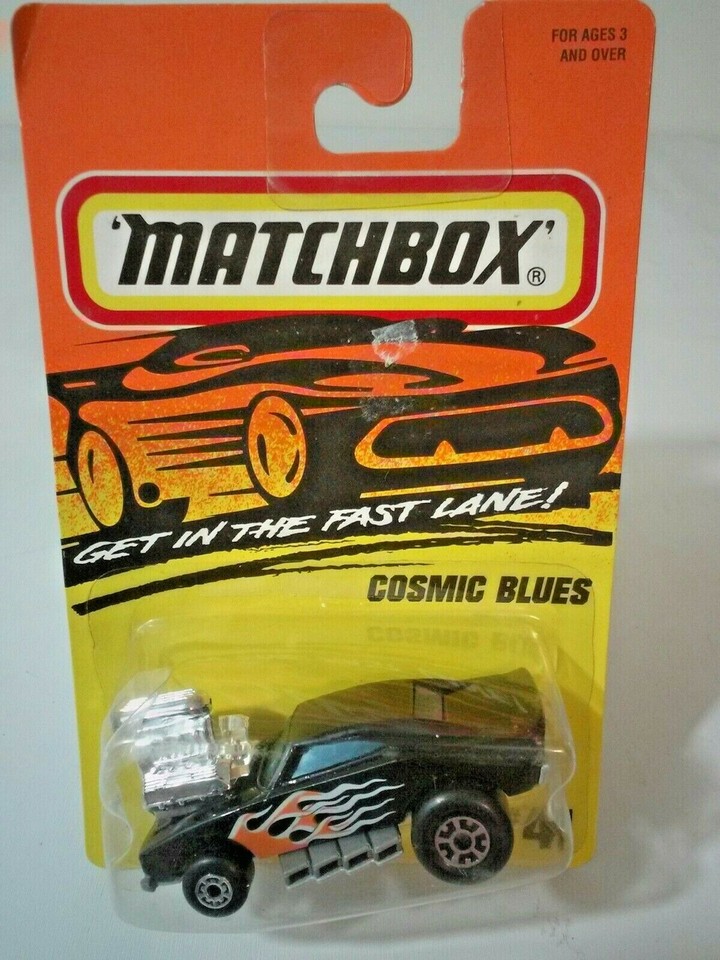 FOR AGES 3
AND OVER
'MATCHBOX'®
GET IN THE FAST LANE!
COSMIC BLUES